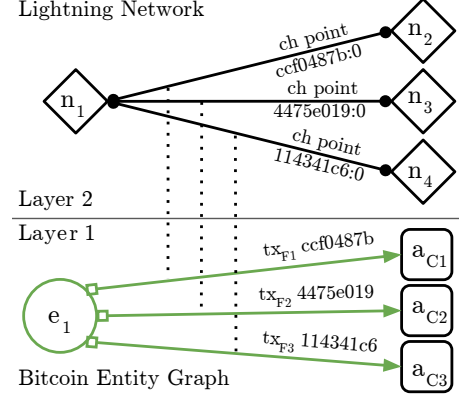 Lightning Network
n1
ch point
ccf0487b:0
n2
ch point
4475e019:0
n3
ch point
114341c6:0
n4
Layer 2
Layer 1
e1
txF1 ccf0487b
aC1
txF2 4475e019
aC2
txF3 114341c6
aC3
Bitcoin Entity Graph